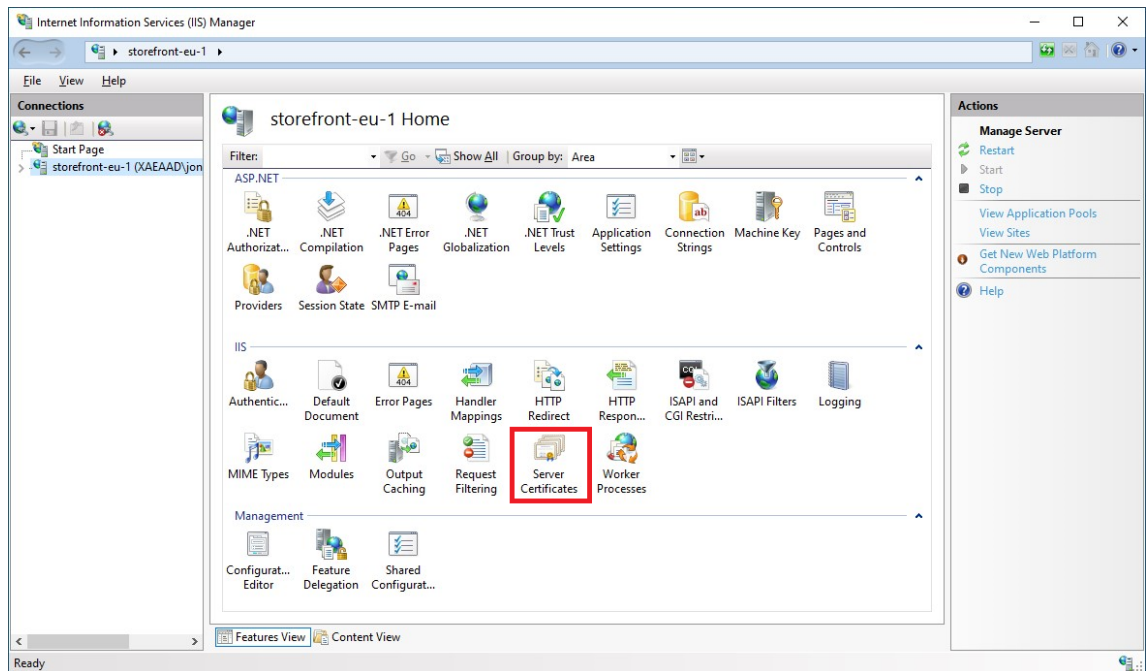 Internet Information Services (IIS) Manager
storefront-eu-1
File View Help
Connections
Start Page
storefront-eu-1 (XAEAAD\jon
storefront-eu-1 Home
Filter: Go Show All Group by: Area
ASP.NET
.NET Authorizat...
.NET Compilation
.NET Error Pages
.NET Globalization
.NET Trust Levels
Application Settings
Connection Strings
Machine Key
Pages and Controls
Providers
Session State
SMTP E-mail
IIS
Authentic...
Default Document
Error Pages
Handler Mappings
HTTP Redirect
HTTP Respon...
ISAPI and CGI Restri...
ISAPI Filters
Logging
MIME Types
Modules
Output Caching
Request Filtering
Server Certificates
Worker Processes
Management
Configurat... Editor
Feature Delegation
Shared Configurat...
Features View
Content View
Ready
Actions
Manage Server
Restart
Start
Stop
View Application Pools
View Sites
Get New Web Platform
Components
Help